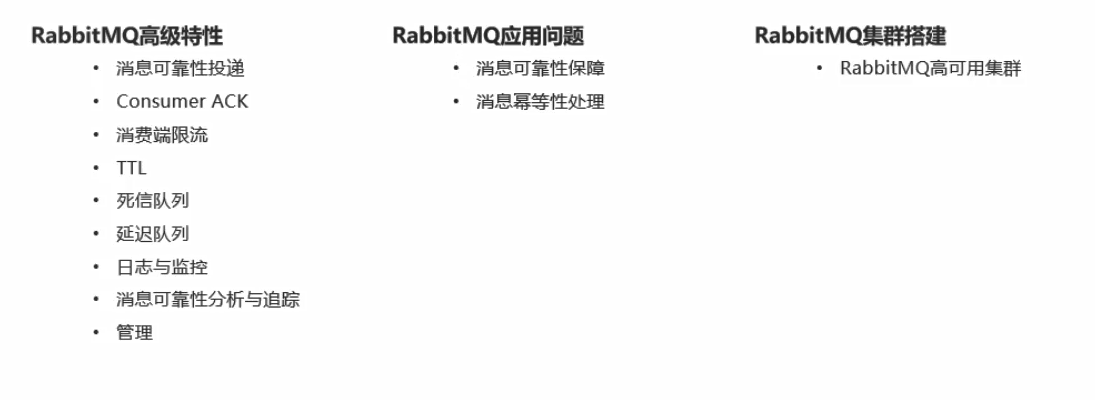 RabbitMQ高级特性
• 消息可靠性投递
• Consumer ACK
• 消费端限流
• TTL
• 死信队列
• 延迟队列
• 日志与监控
• 消息可靠性分析与追踪
• 管理
RabbitMQ应用问题
• 消息可靠性保障
• 消息幂等性处理
RabbitMQ集群搭建
• RabbitMQ高可用集群